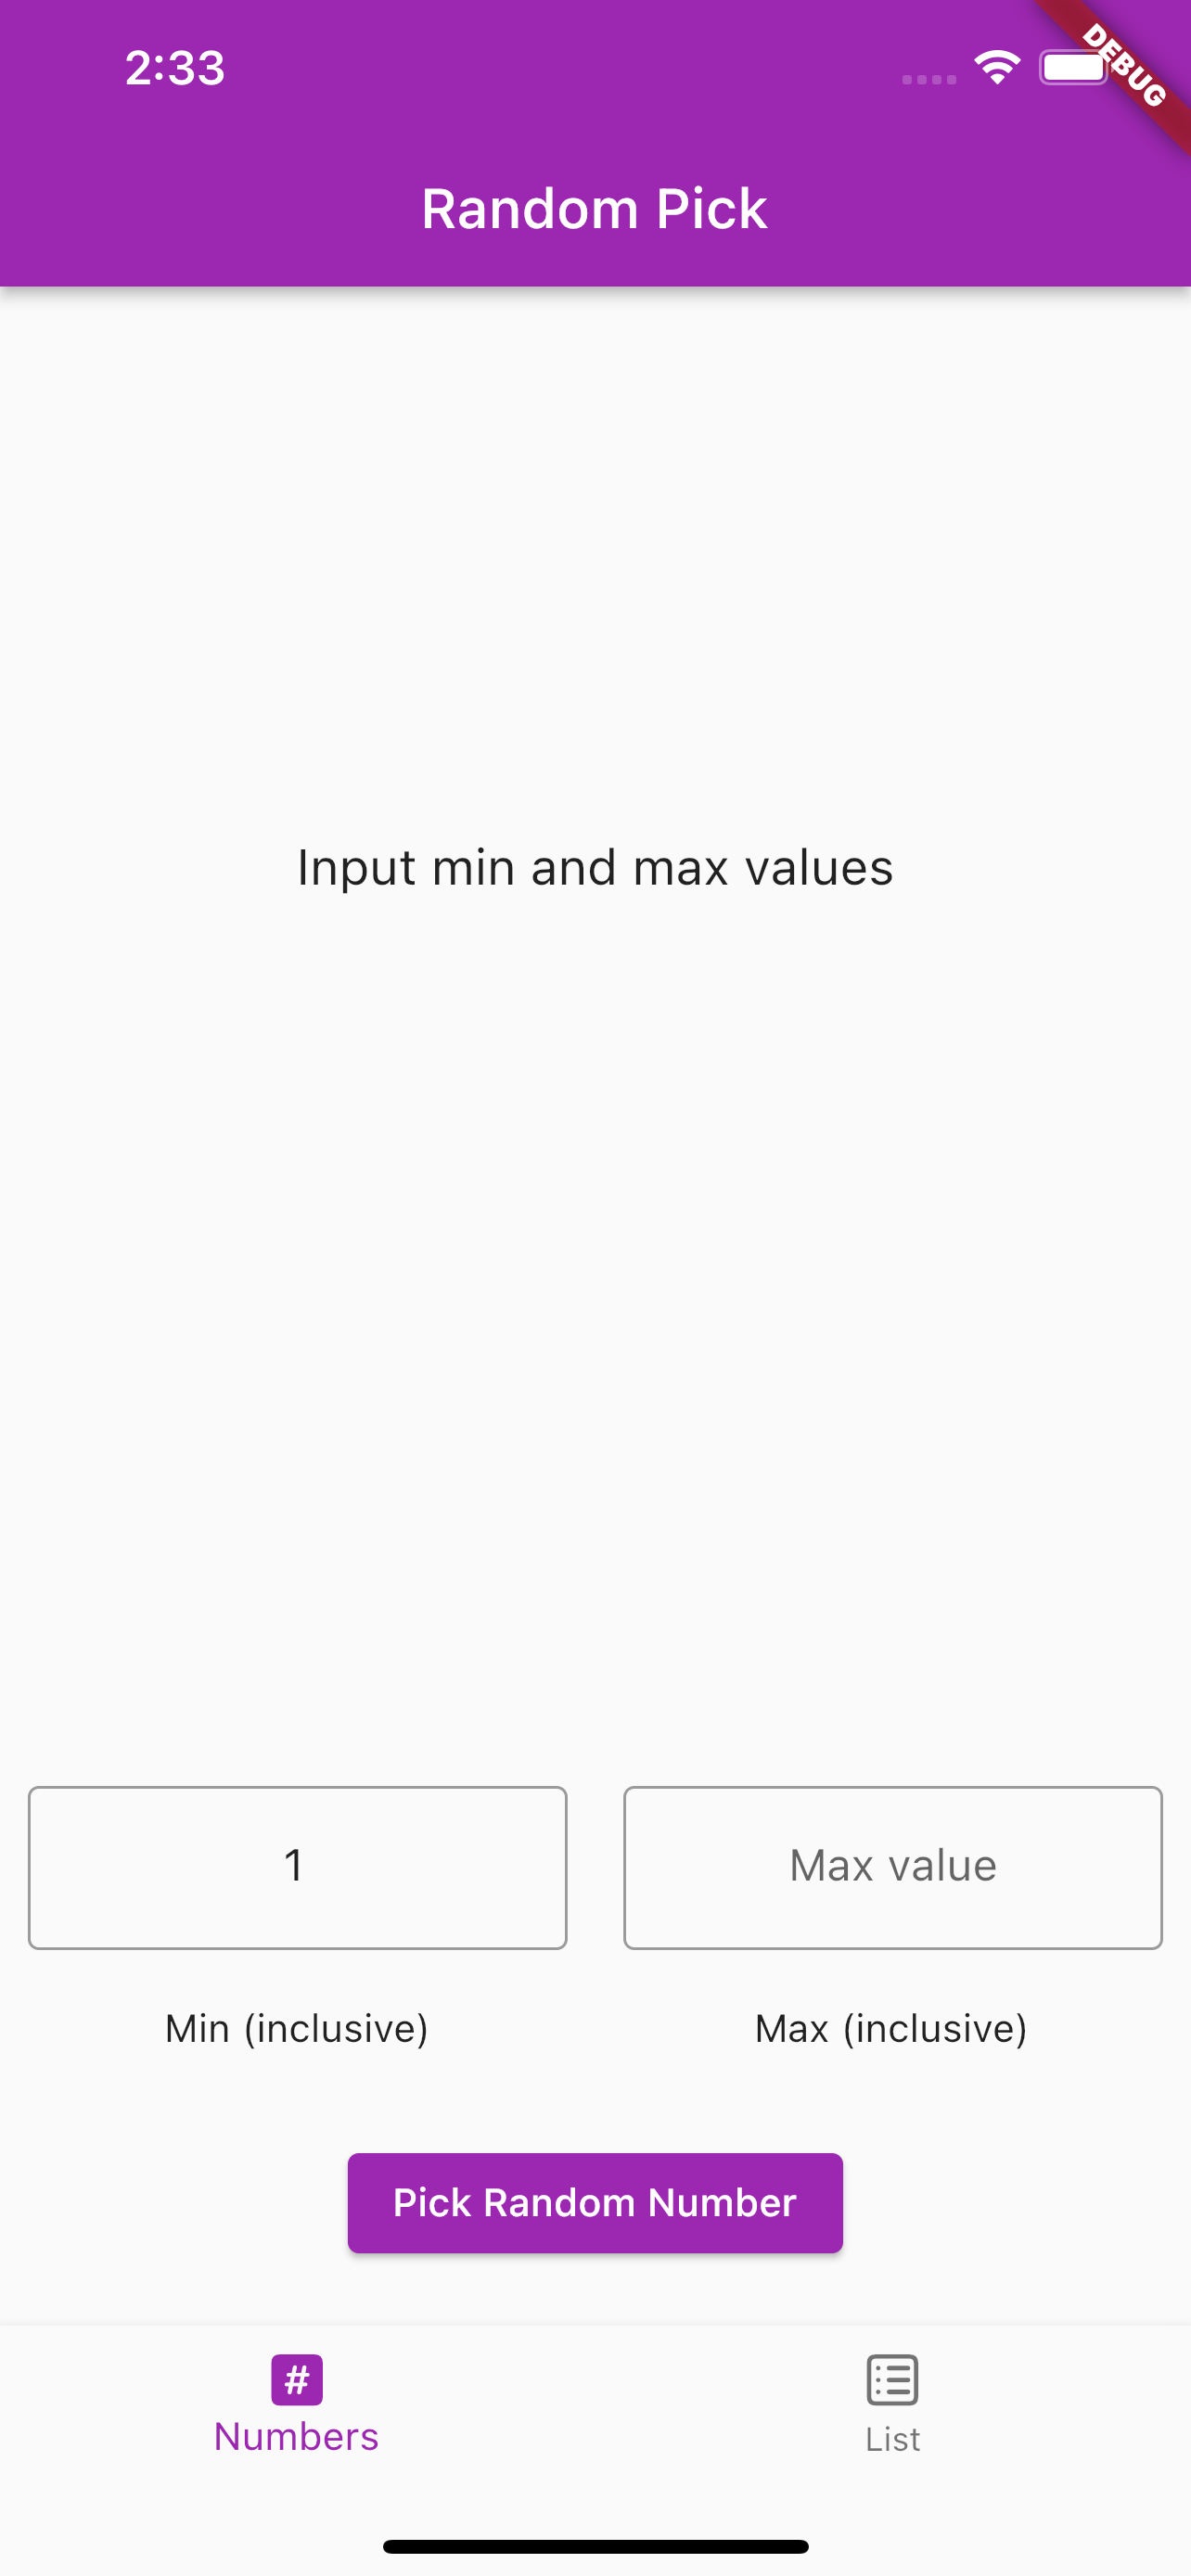 2:33
DEBUG
Random Pick
Input min and max values
1
Max value
Min (inclusive)
Max (inclusive)
Pick Random Number
#
Numbers
List